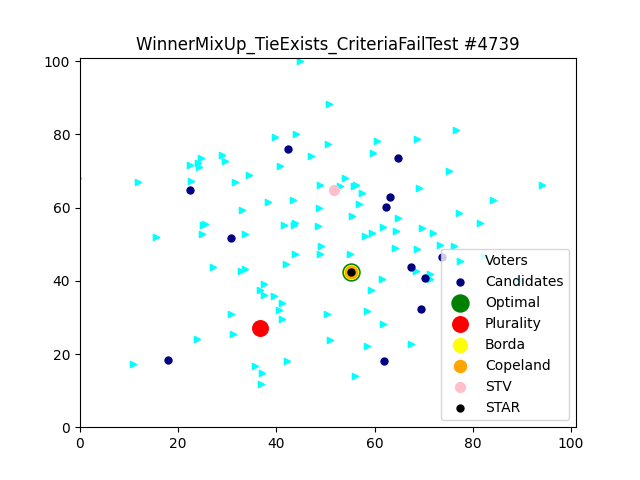 WinnerMixUp_TieExists_CriteriaFailTest #4739
100
80
60
40
20
0
0
20
40
60
80
100
Voters
Candidates
Optimal
Plurality
Borda
Copeland
STV
STAR